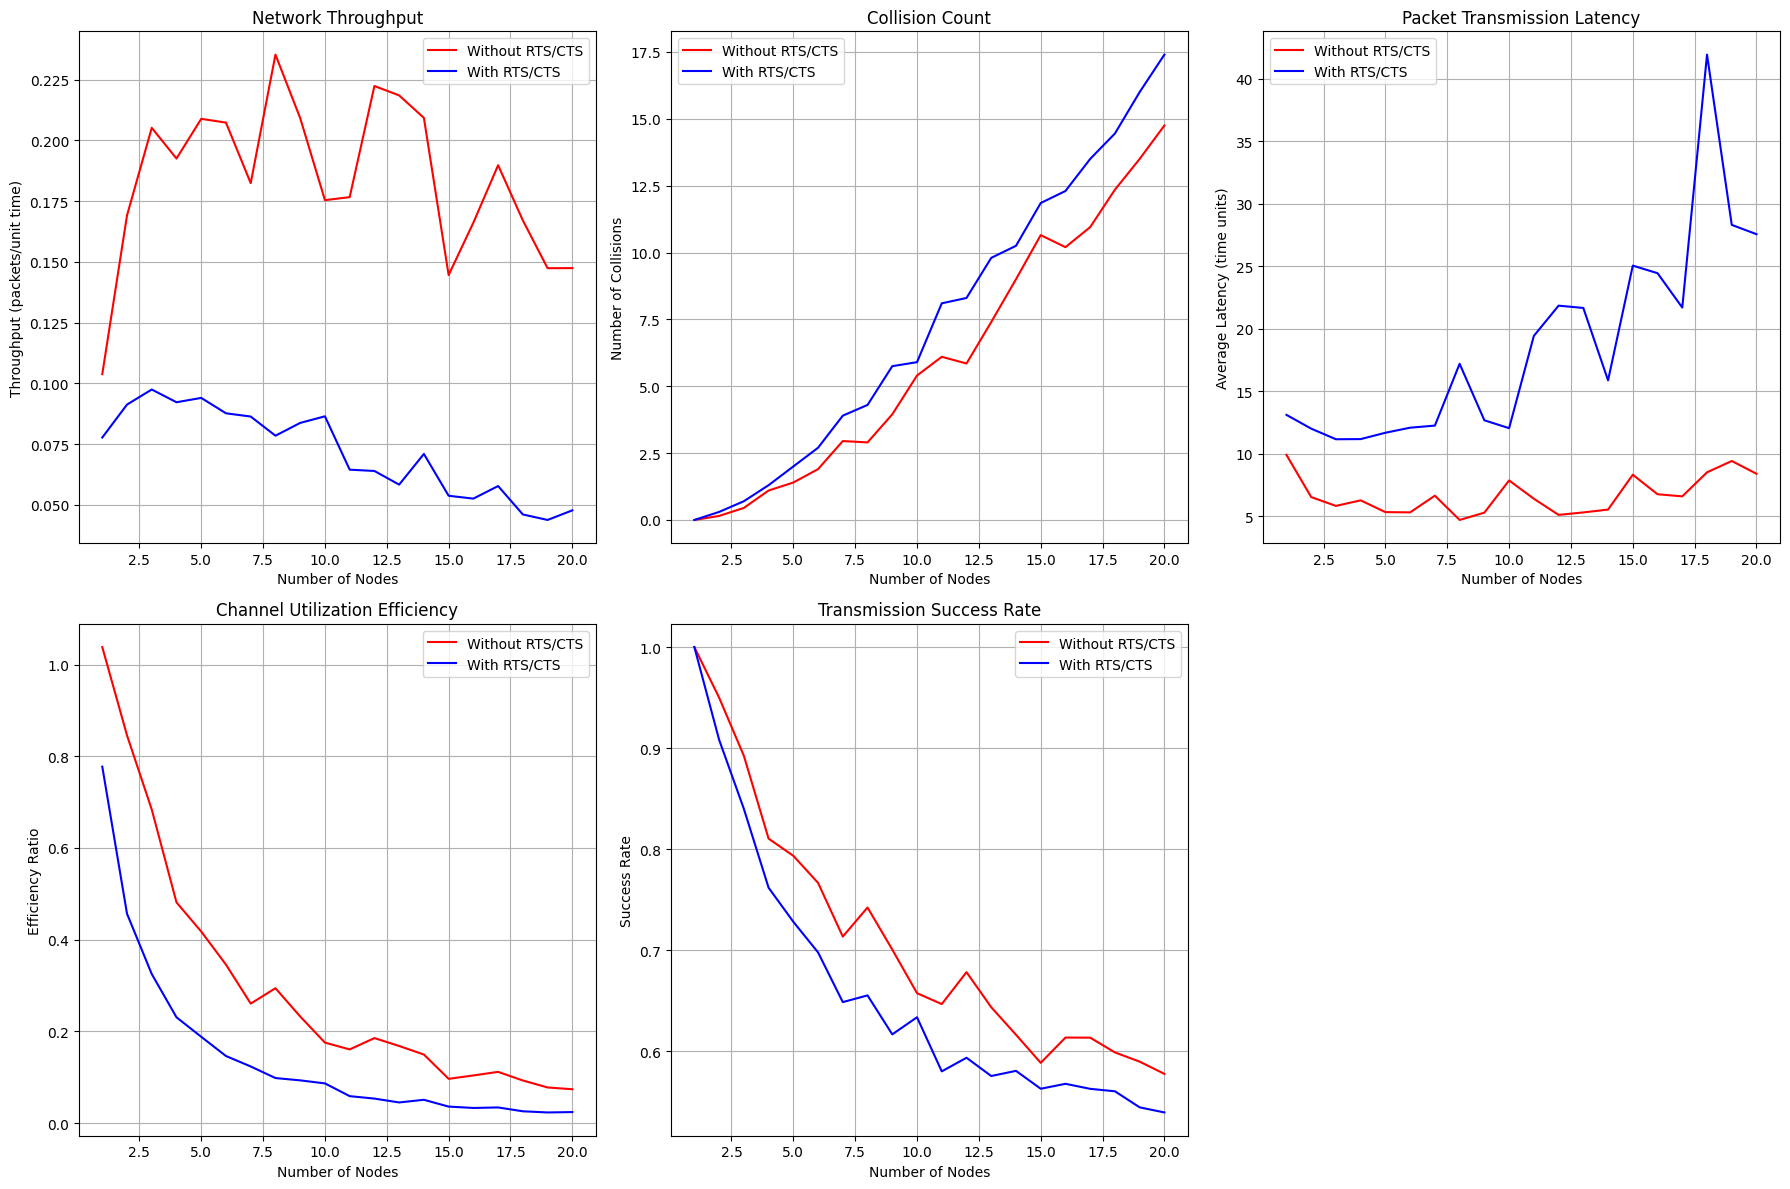 Network Throughput
Without RTS/CTS
With RTS/CTS
0.225
0.200
0.175
0.150
0.125
0.100
0.075
0.050
Throughput (packets/unit time)
2.5 5.0 7.5 10.0 12.5 15.0 17.5 20.0
Number of Nodes
Collision Count
Without RTS/CTS
With RTS/CTS
17.5
15.0
12.5
10.0
7.5
5.0
2.5
0.0
Number of Collisions
2.5 5.0 7.5 10.0 12.5 15.0 17.5 20.0
Number of Nodes
Packet Transmission Latency
Without RTS/CTS
With RTS/CTS
40
35
30
25
20
15
10
5
Average Latency (time units)
2.5 5.0 7.5 10.0 12.5 15.0 17.5 20.0
Number of Nodes
Channel Utilization Efficiency
Without RTS/CTS
With RTS/CTS
1.0
0.8
0.6
0.4
0.2
0.0
Efficiency Ratio
2.5 5.0 7.5 10.0 12.5 15.0 17.5 20.0
Number of Nodes
Transmission Success Rate
Without RTS/CTS
With RTS/CTS
1.0
0.9
0.8
0.7
0.6
Success Rate
2.5 5.0 7.5 10.0 12.5 15.0 17.5 20.0
Number of Nodes